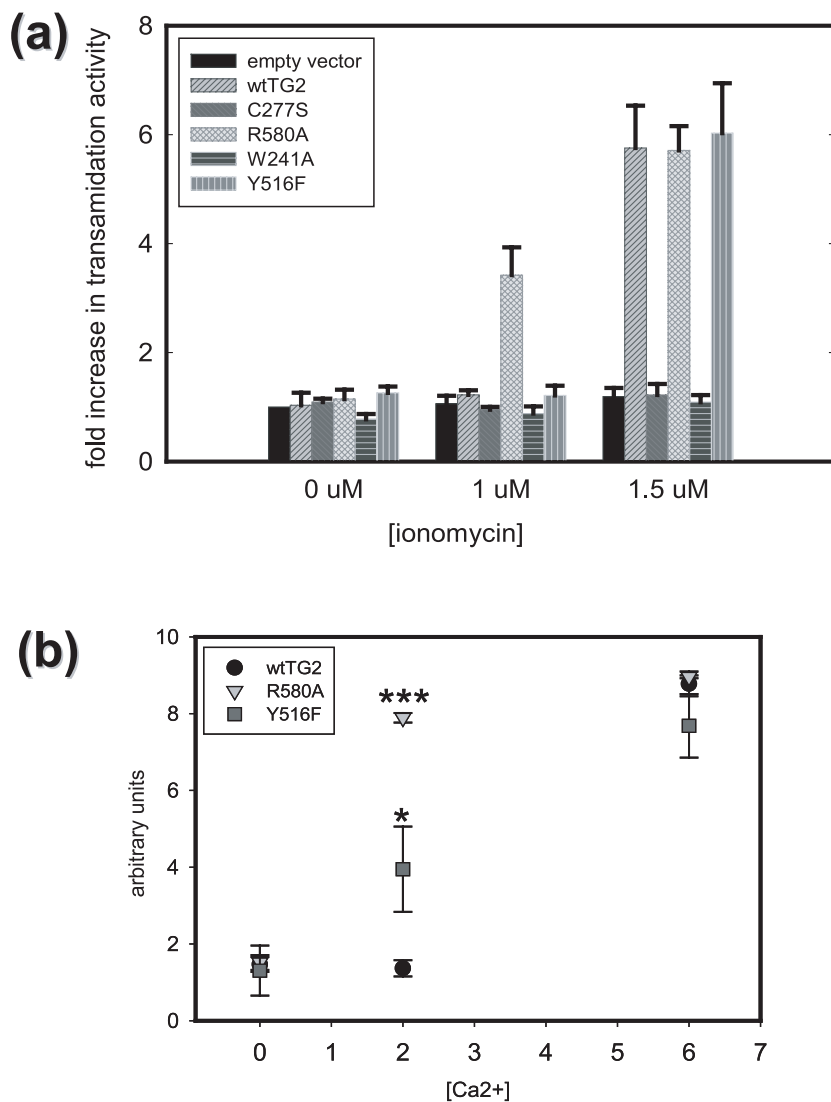 (a)
8
6
4
2
0
fold increase in transamidation activity
empty vector
wtTG2
C277S
R580A
W241A
Y516F
0 uM 1 uM 1.5 uM
[ionomycin]
(b)
10
8
6
4
2
0
arbitrary units
wtTG2
R580A
Y516F
***
*
0 1 2 3 4 5 6 7
[Ca2+]